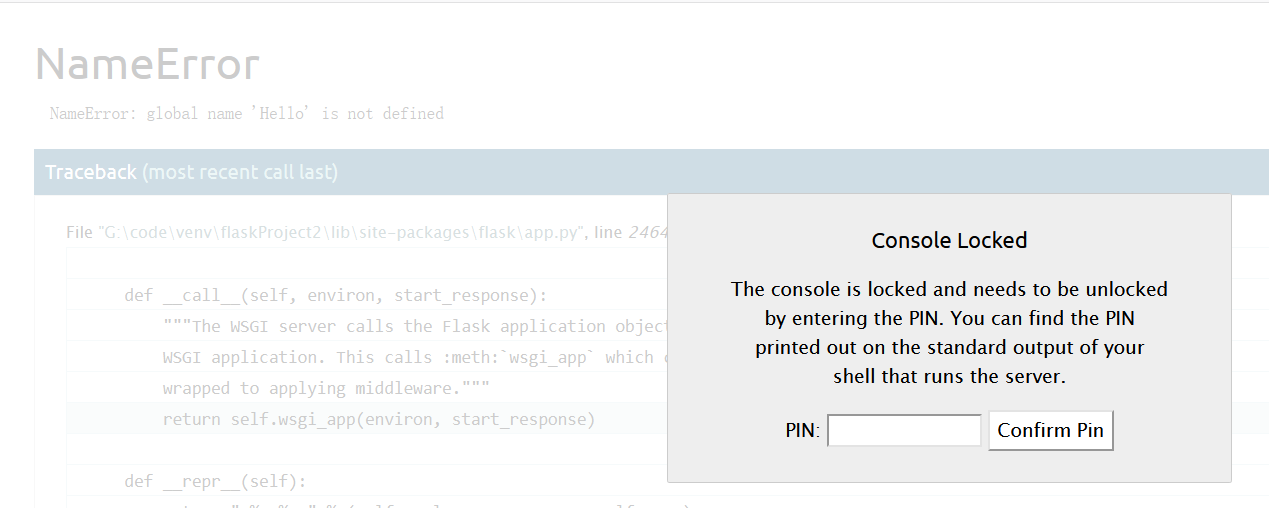 NameError
NameError: global name 'Hello' is not defined
Traceback (most recent call last)
File "G:\code\venv\flaskProject2\lib\site-packages\flask\app.py", line 2464
def __call__(self, environ, start_response):
"""The WSGI server calls the Flask application object
WSGI application. This calls :meth:`wsgi_app` which
wrapped to applying middleware."""
return self.wsgi_app(environ, start_response)
def __repr__(self):
Console Locked
The console is locked and needs to be unlocked
by entering the PIN. You can find the PIN
printed out on the standard output of your
shell that runs the server.
PIN: Confirm Pin